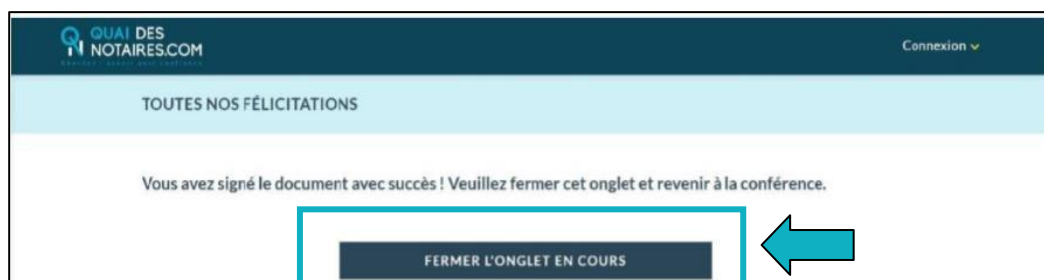 QUAI DES
NOTAIRES.COM
Connexion
TOUTES NOS FÉLICITATIONS
Vous avez signé le document avec succès ! Veuillez fermer cet onglet et revenir à la conférence.
FERMER L'ONGLET EN COURS